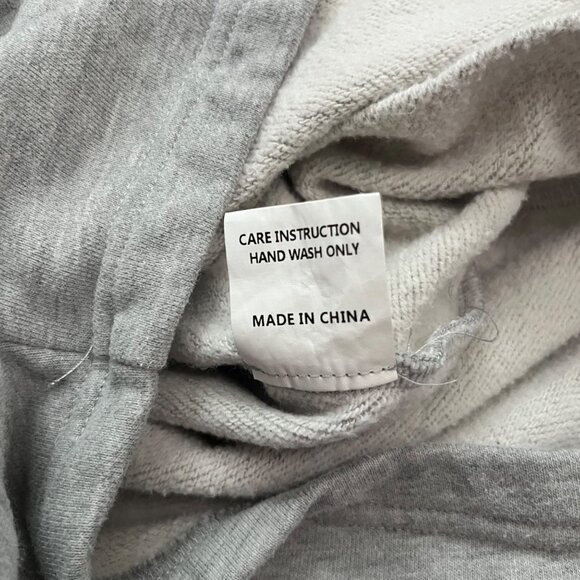 CARE INSTRUCTION
HAND WASH ONLY
MADE IN CHINA